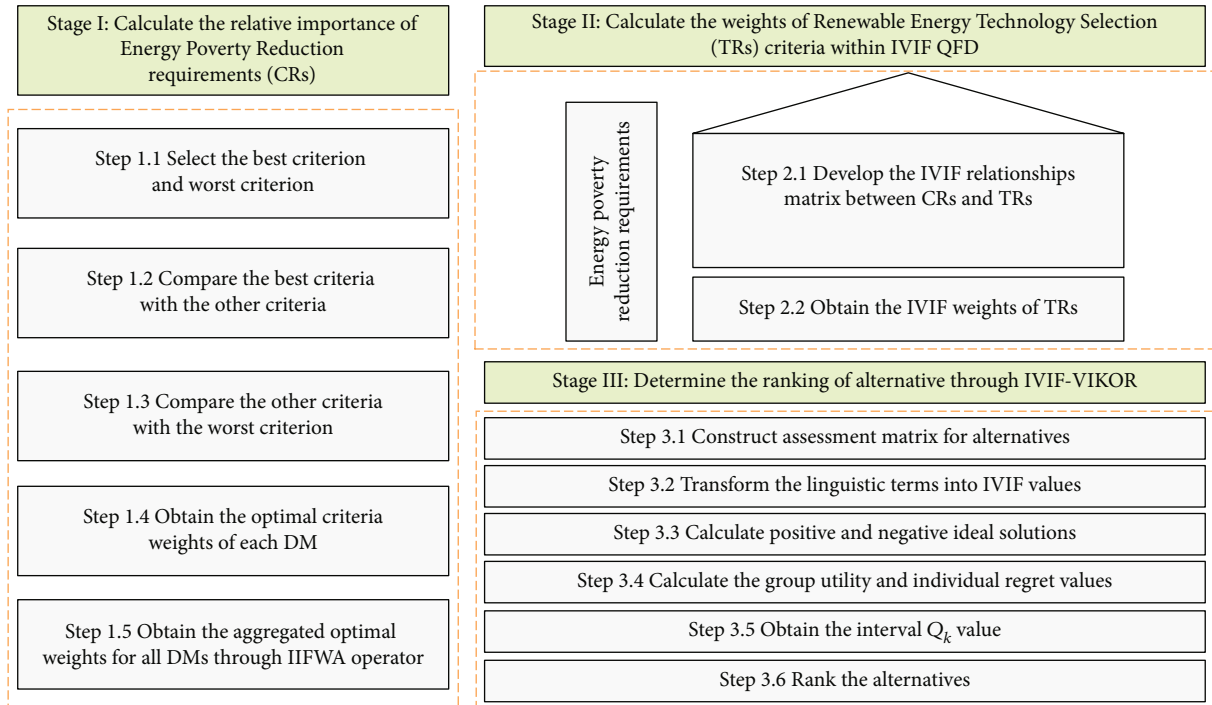 Stage I: Calculate the relative importance of
Energy Poverty Reduction
requirements (CRs)
Step 1.1 Select the best criterion
and worst criterion
Step 1.2 Compare the best criteria
with the other criteria
Step 1.3 Compare the other criteria
with the worst criterion
Step 1.4 Obtain the optimal criteria
weights of each DM
Step 1.5 Obtain the aggregated optimal
weights for all DMs through IIFWA operator
Stage II: Calculate the weights of Renewable Energy Technology Selection
(TRs) criteria within IVIF QFD
Energy poverty
reduction requirements
Step 2.1 Develop the IVIF relationships
matrix between CRs and TRs
Step 2.2 Obtain the IVIF weights of TRs
Stage III: Determine the ranking of alternative through IVIF-VIKOR
Step 3.1 Construct assessment matrix for alternatives
Step 3.2 Transform the linguistic terms into IVIF values
Step 3.3 Calculate positive and negative ideal solutions
Step 3.4 Calculate the group utility and individual regret values
Step 3.5 Obtain the interval Qk value
Step 3.6 Rank the alternatives